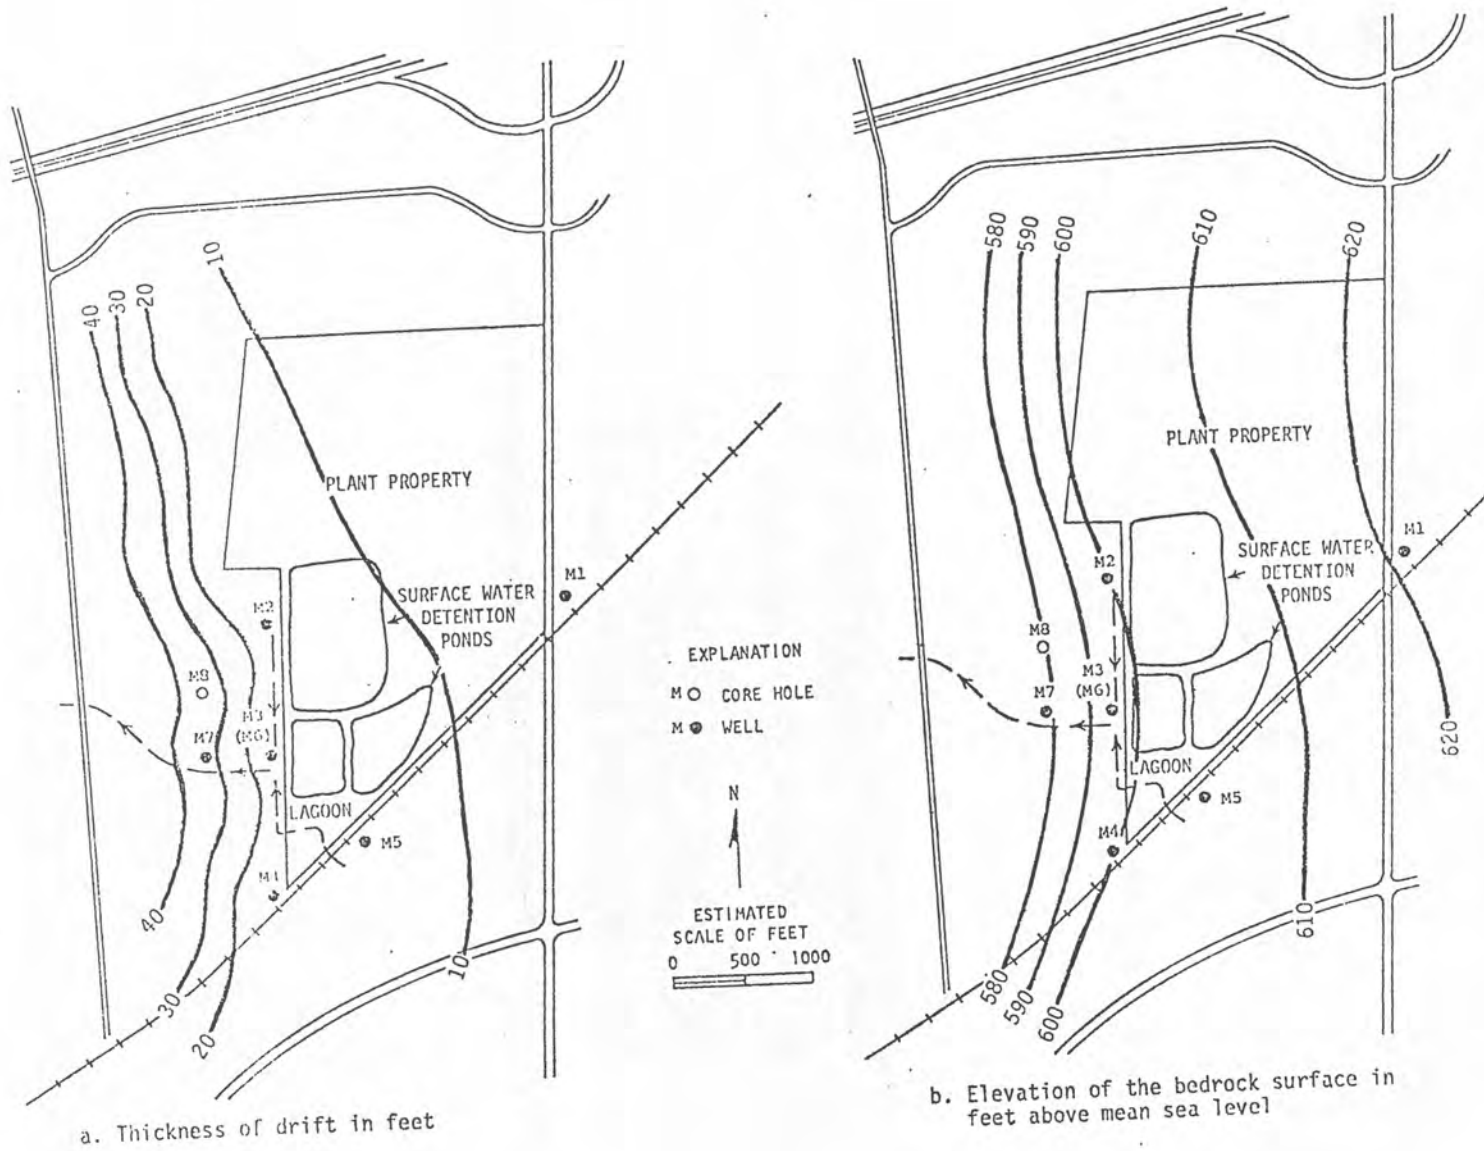 10
40
30
20
PLANT PROPERTY
SURFACE WATER
DETENTION
PONDS
M1
M2
M8
M3
(M6)
M7
LAGOON
M5
M4
40
30
20
10
a. Thickness of drift in feet
EXPLANATION
M CORE HOLE
M WELL
N
ESTIMATED
SCALE OF FEET
0 500 1000
580
590
600
610
620
PLANT PROPERTY
M1
SURFACE WATER
DETENTION
PONDS
M2
M8
M3
(M6)
M7
LAGOON
M5
M4
620
610
580
590
600
b. Elevation of the bedrock surface in
feet above mean sea level